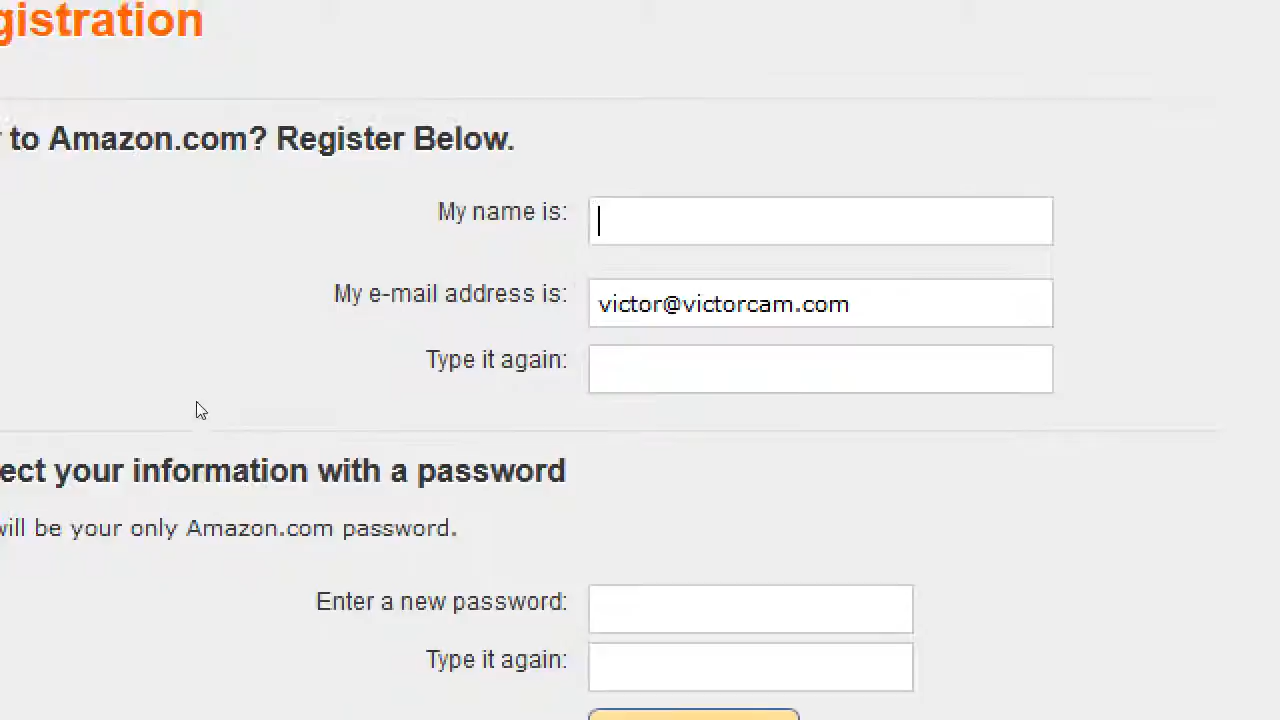 gistration
to Amazon.com? Register Below.
My name is:
My e-mail address is: victor@victorcam.com
Type it again:
ect your information with a password
will be your only Amazon.com password.
Enter a new password:
Type it again: